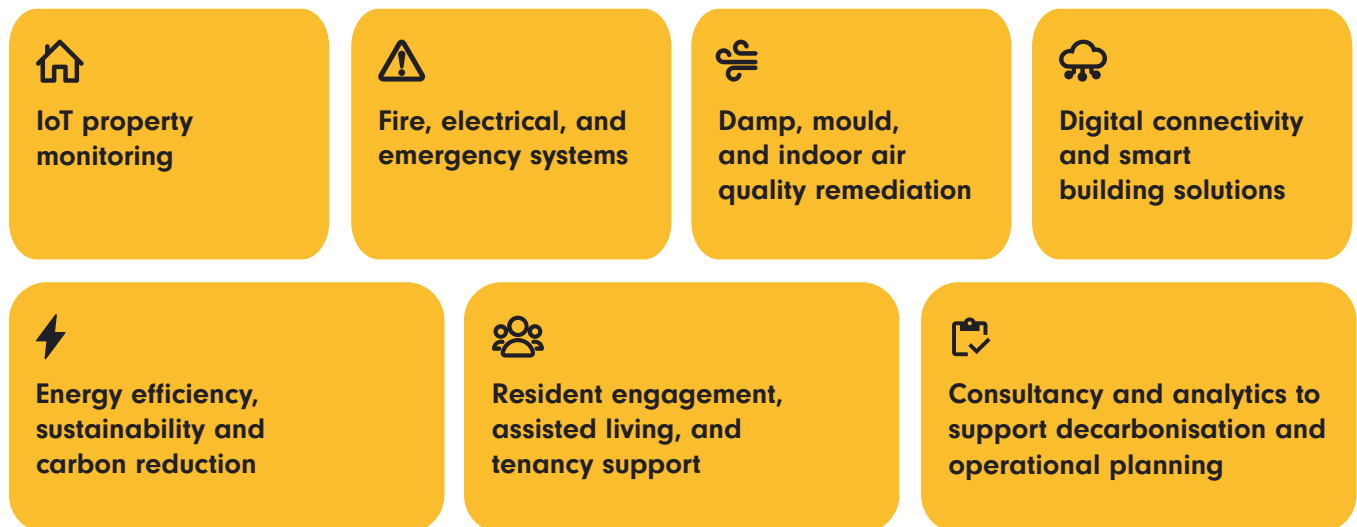 IoT property
monitoring
Fire, electrical, and
emergency systems
Damp, mould,
and indoor air
quality remediation
Digital connectivity
and smart
building solutions
Energy efficiency,
sustainability and
carbon reduction
Resident engagement,
assisted living, and
tenancy support
Consultancy and analytics to
support decarbonisation and
operational planning